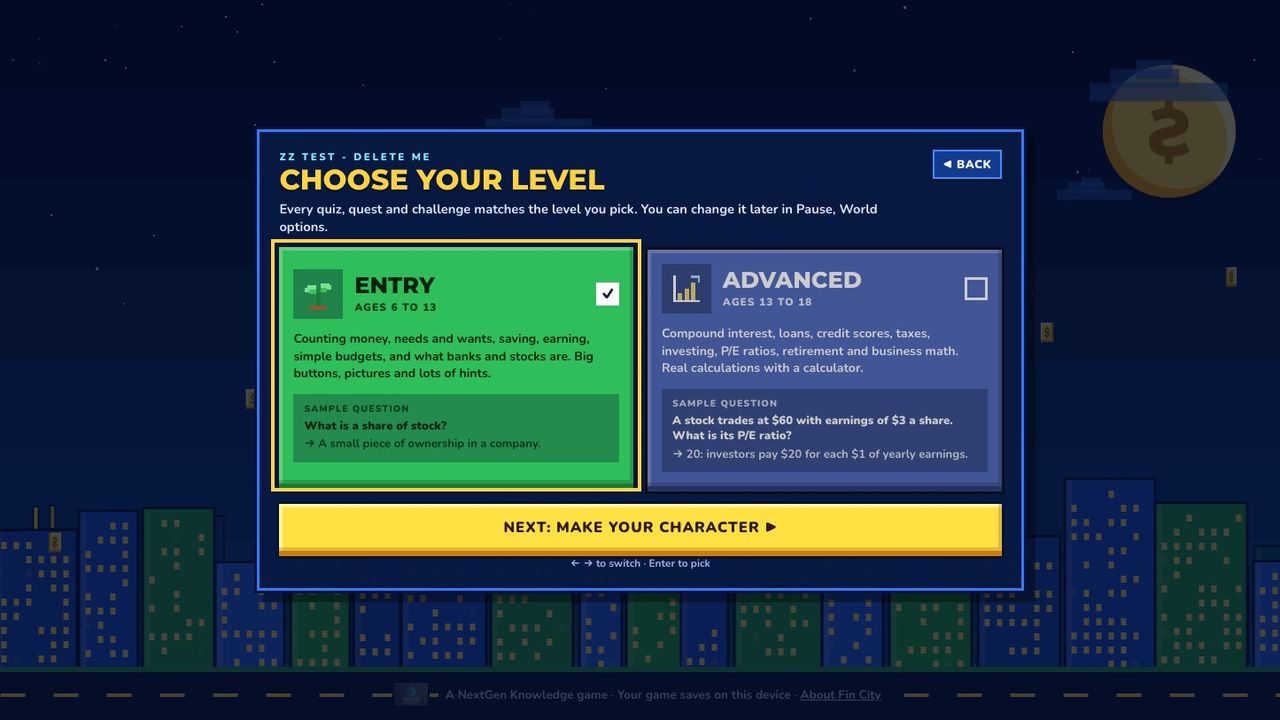 ZZ TEST - DELETE ME
CHOOSE YOUR LEVEL
◄ BACK
Every quiz, quest and challenge matches the level you pick. You can change it later in Pause, World
options.
ENTRY
AGES 6 TO 13
Counting money, needs and wants, saving, earning,
simple budgets, and what banks and stocks are. Big
buttons, pictures and lots of hints.
SAMPLE QUESTION
What is a share of stock?
→ A small piece of ownership in a company.
ADVANCED
AGES 13 TO 18
Compound interest, loans, credit scores, taxes,
investing, P/E ratios, retirement and business math.
Real calculations with a calculator.
SAMPLE QUESTION
A stock trades at $60 with earnings of $3 a share.
What is its P/E ratio?
→ 20: investors pay $20 for each $1 of yearly earnings.
NEXT: MAKE YOUR CHARACTER ►
← → to switch · Enter to pick
A NextGen Knowledge game · Your game saves on this device · About Fin City